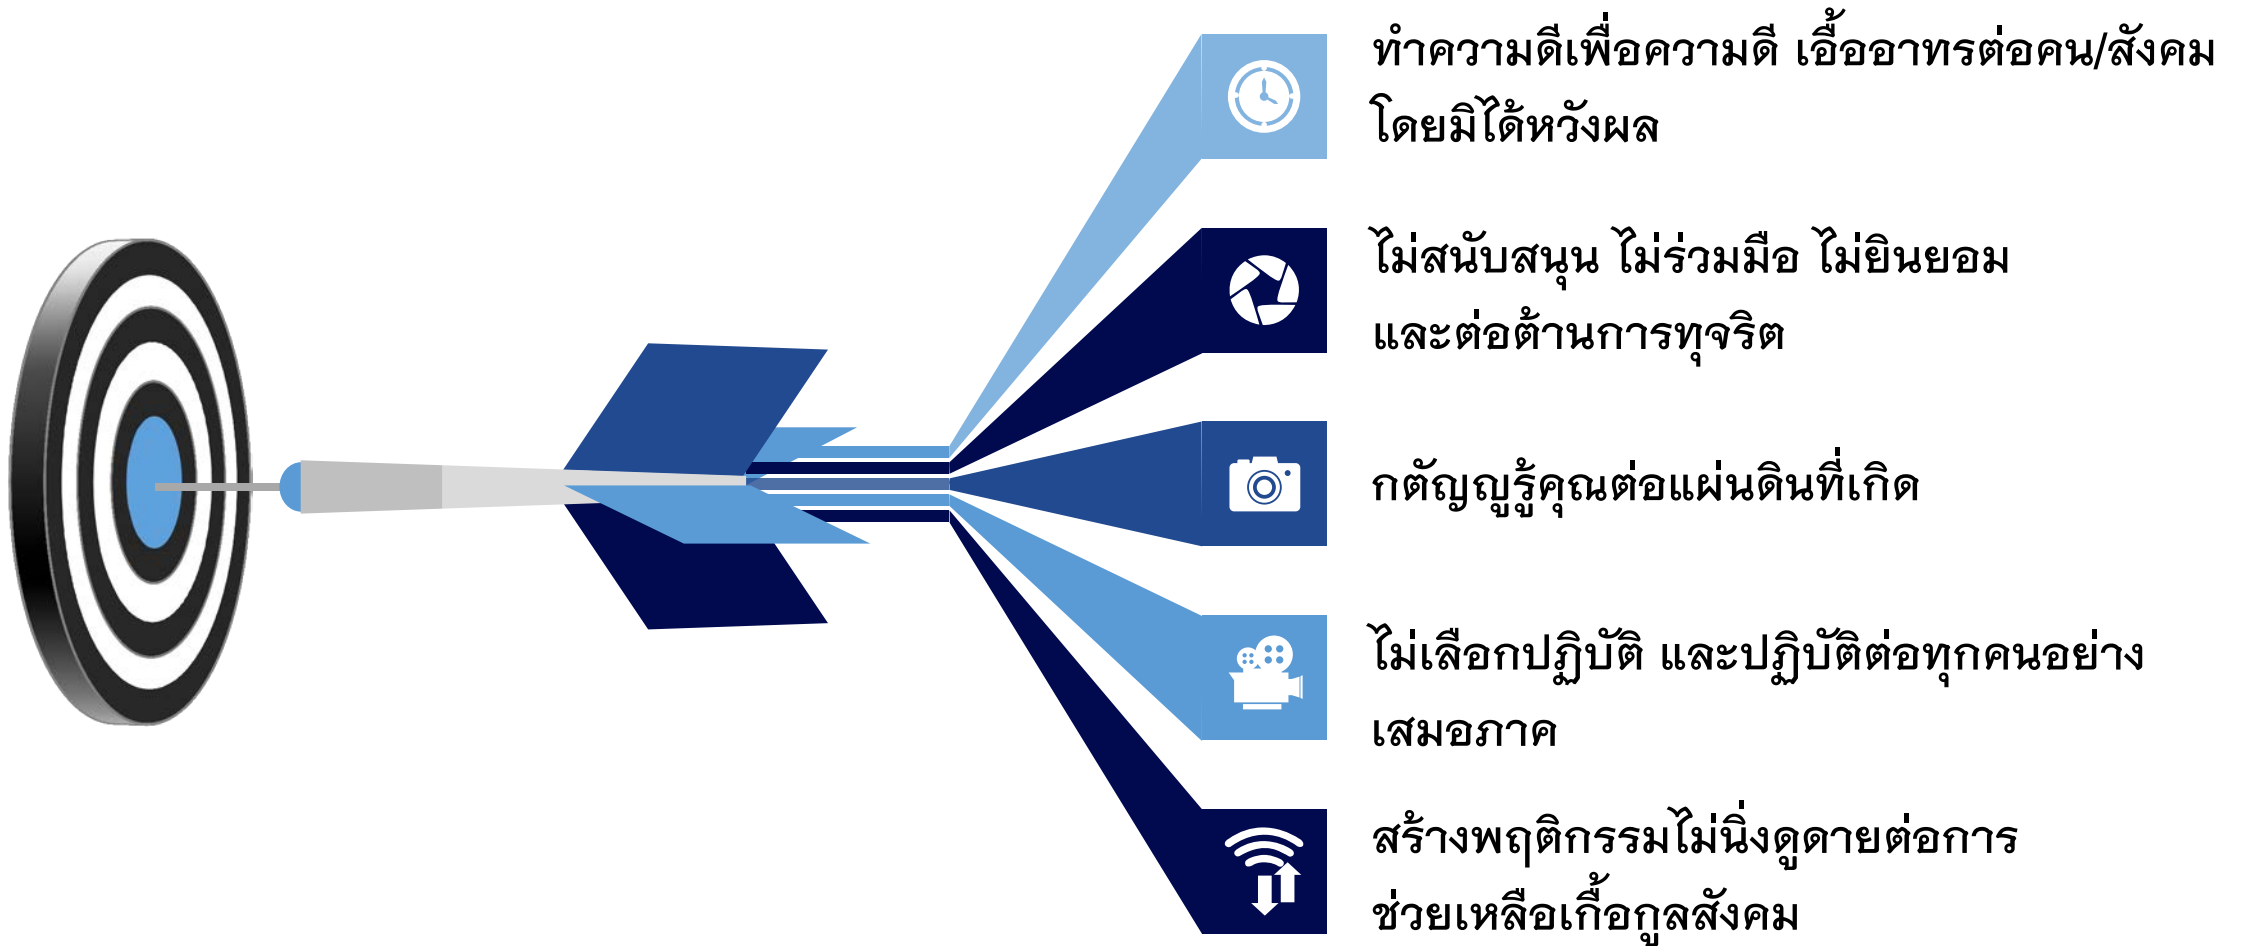 ทำความดีเพื่อความดี เอื้ออาทรต่อคน/สังคม
โดยมิได้หวังผล
ไม่สนับสนุน ไม่ร่วมมือ ไม่ยินยอม
และต่อต้านการทุจริต
กตัญญูรู้คุณต่อแผ่นดินที่เกิด
ไม่เลือกปฏิบัติ และปฏิบัติต่อทุกคนอย่าง
เสมอภาค
สร้างพฤติกรรมไม่นิ่งดูดายต่อการ
ช่วยเหลือเกื้อกูลสังคม